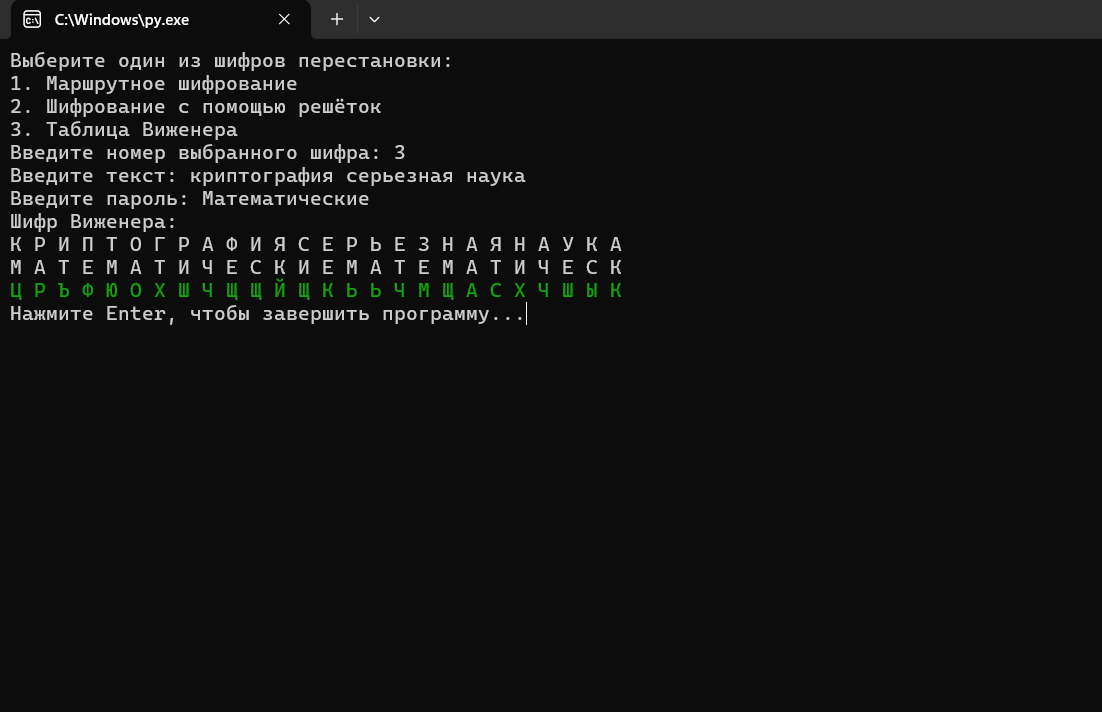 C:\Windows\py.exe
Выберите один из шифров перестановки:
1. Маршрутное шифрование
2. Шифрование с помощью решёток
3. Таблица Виженера
Введите номер выбранного шифра: 3
Введите текст: криптография серьезная наука
Введите пароль: Математические
Шифр Виженера:
К Р И П Т О Г Р А Ф И Я С Е Р Ь Е З Н А Я Н А У К А
М А Т Е М А Т И Ч Е С К И Е М А Т Е М А Т И Ч Е С К
Ц Р Ъ Ф Ю О Х Ш Ч Щ Щ Й Щ К Ь Ь Ч М Щ А С Х Ч Ш Ы К
Нажмите Enter, чтобы завершить программу...